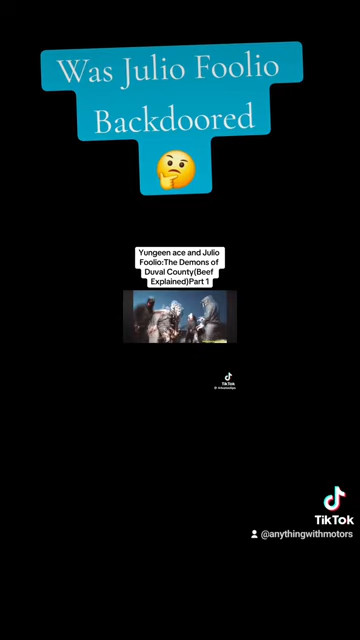 Was Julio Foolio
Backdoored
🤔
Yungeen ace and Julio
Foolio:The Demons of
Duval County(Beef
Explained)Part 1
TikTok
TikTok
@anythingwithmotors